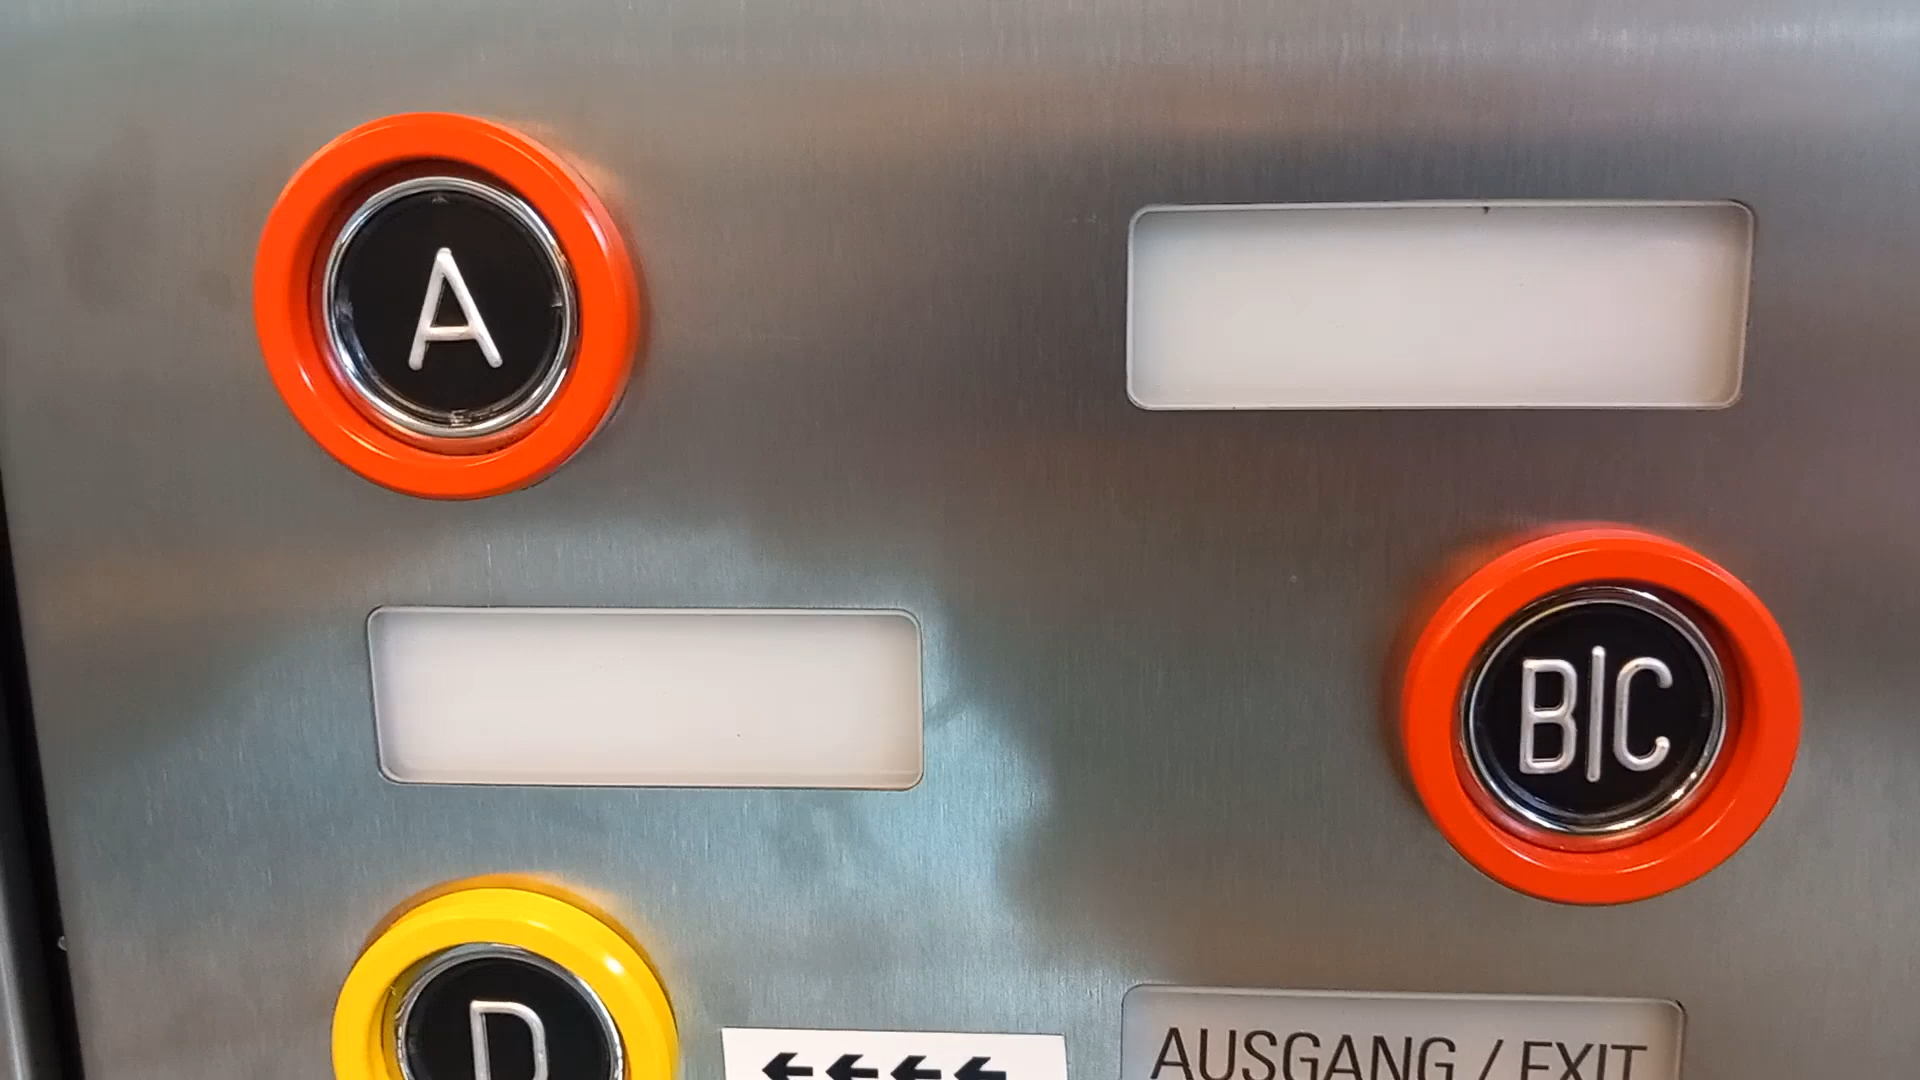 A
B|C
D
←←←←
AUSGANG / EXIT